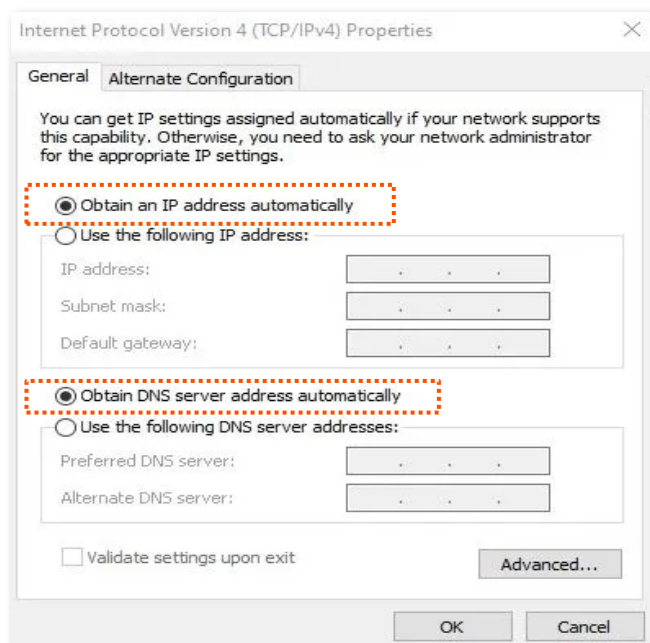 Internet Protocol Version 4 (TCP/IPv4) Properties
General Alternate Configuration
You can get IP settings assigned automatically if your network supports
this capability. Otherwise, you need to ask your network administrator
for the appropriate IP settings.
Obtain an IP address automatically
Use the following IP address:
IP address:
Subnet mask:
Default gateway:
Obtain DNS server address automatically
Use the following DNS server addresses:
Preferred DNS server:
Alternate DNS server:
Validate settings upon exit
Advanced...
OK Cancel